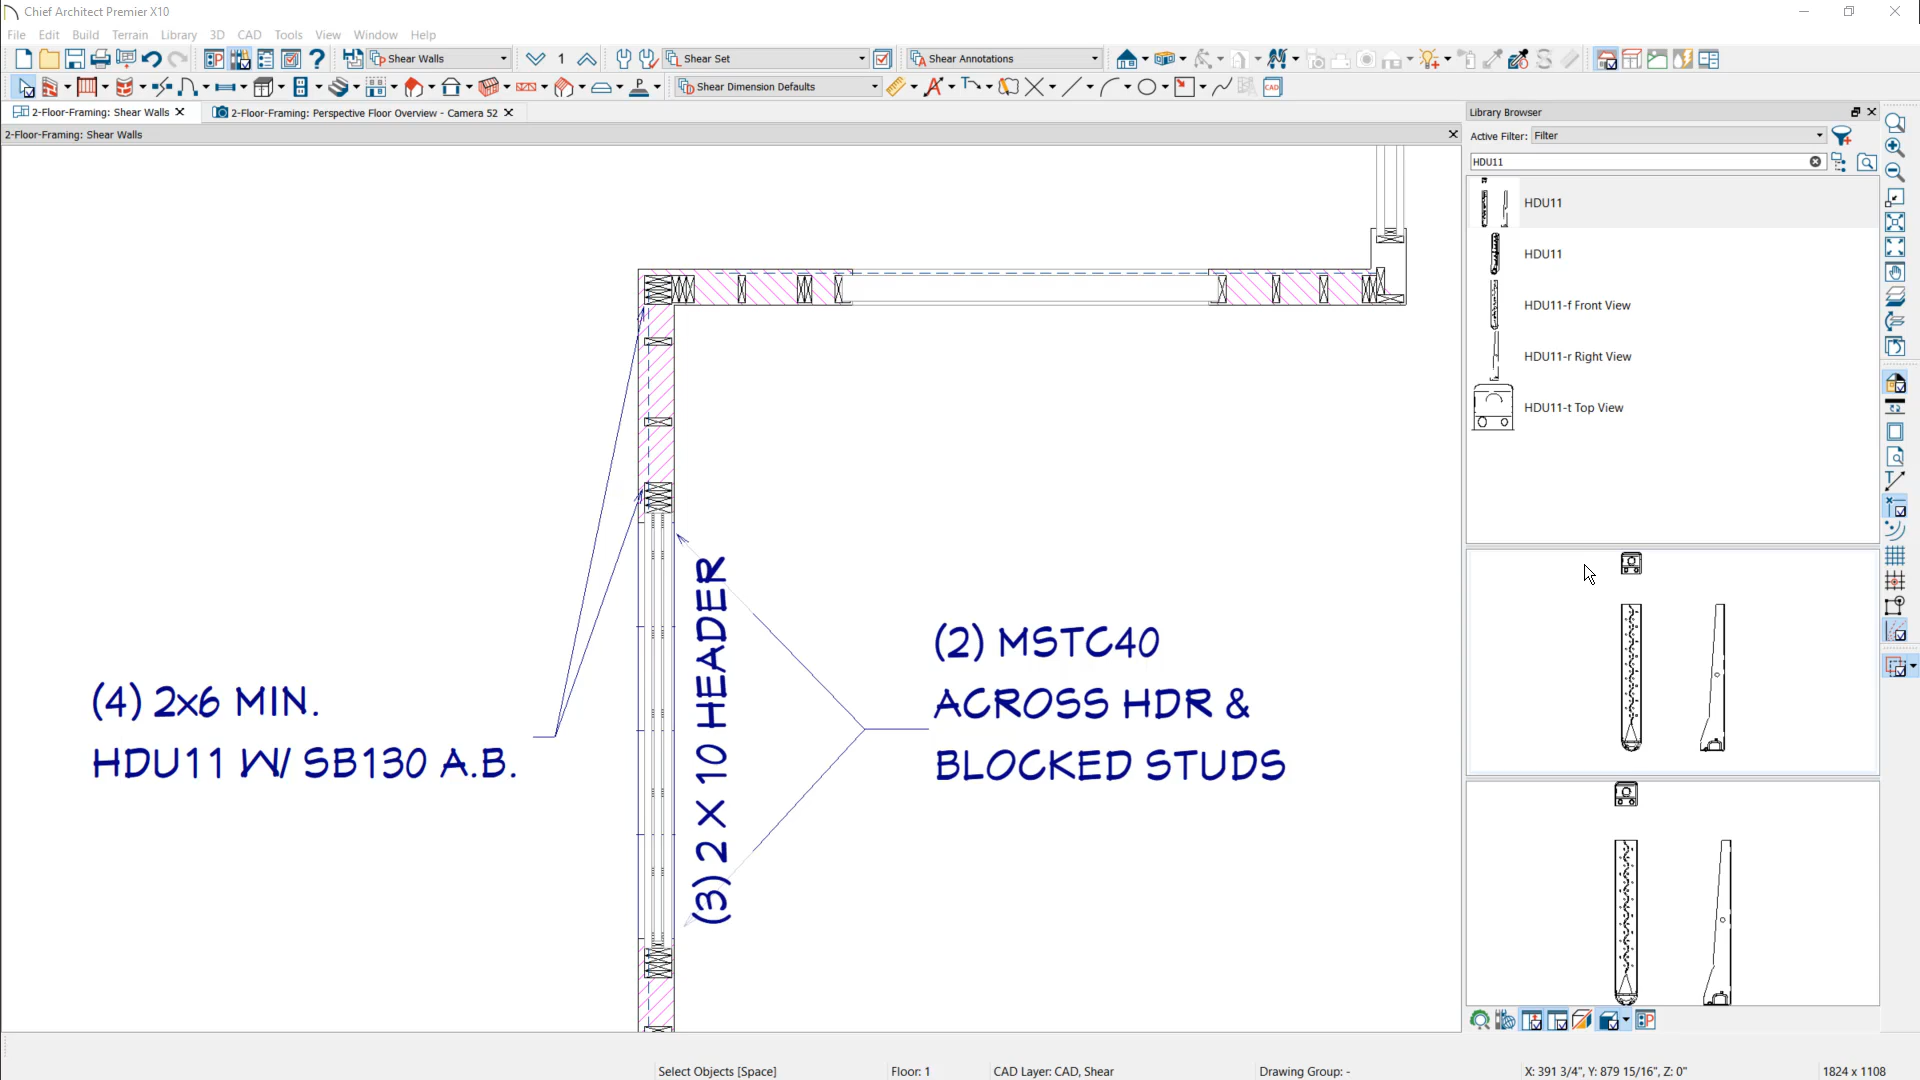 Chief Architect Premier X10
File Edit Build Terrain Library 3D CAD Tools View Window Help
Shear Walls 1 Shear Set Shear Annotations
Shear Dimension Defaults CAD
2-Floor-Framing: Shear Walls 2-Floor-Framing: Perspective Floor Overview - Camera 52
2-Floor-Framing: Shear Walls
Library Browser
Active Filter: Filter
HDU11
HDU11
HDU11
HDU11-f Front View
HDU11-r Right View
HDU11-t Top View
(4) 2x6 MIN.
HDU11 W/ SB130 A.B.
(3) 2 X 10 HEADER
(2) MSTC40
ACROSS HDR &
BLOCKED STUDS
Select Objects [Space] Floor: 1 CAD Layer: CAD, Shear Drawing Group: - X: 391 3/4", Y: 879 15/16", Z: 0" 1824 x 1108